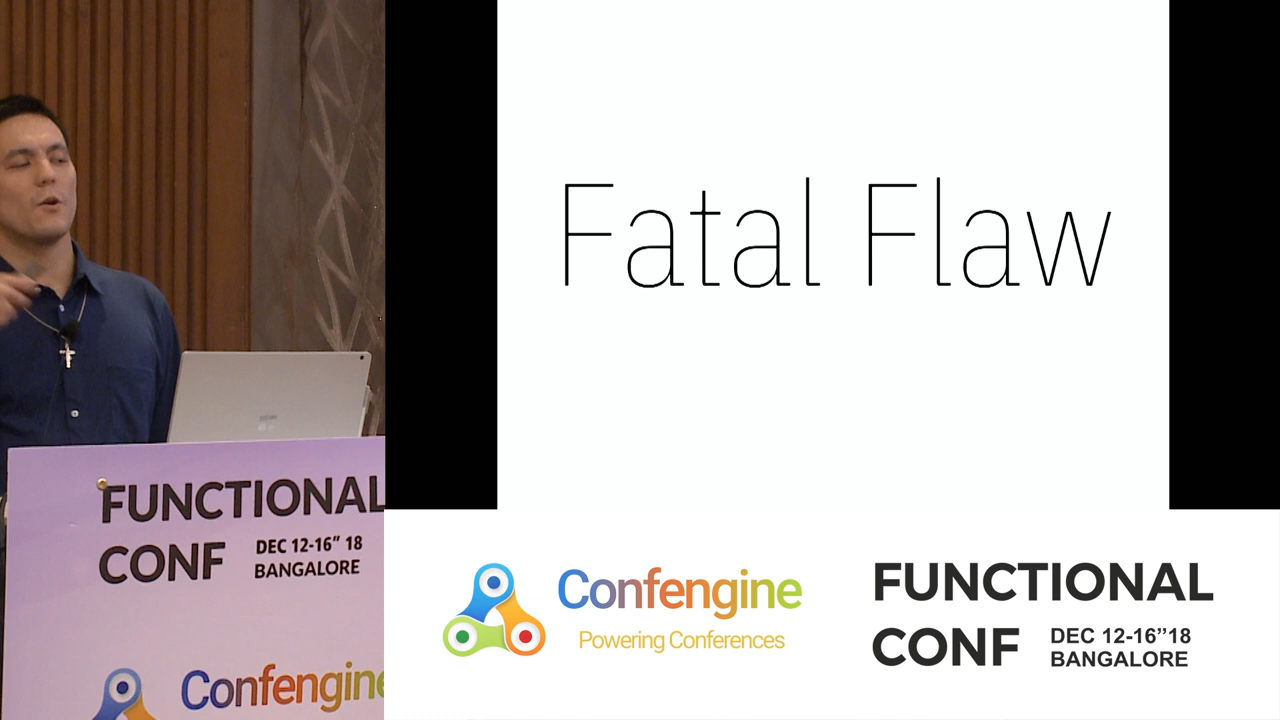 Fatal Flaw
FUNCTIONAL
CONF
DEC 12-16” 18
BANGALORE
Confengine
Confengine
Powering Conferences
FUNCTIONAL
CONF
DEC 12-16”18
BANGALORE